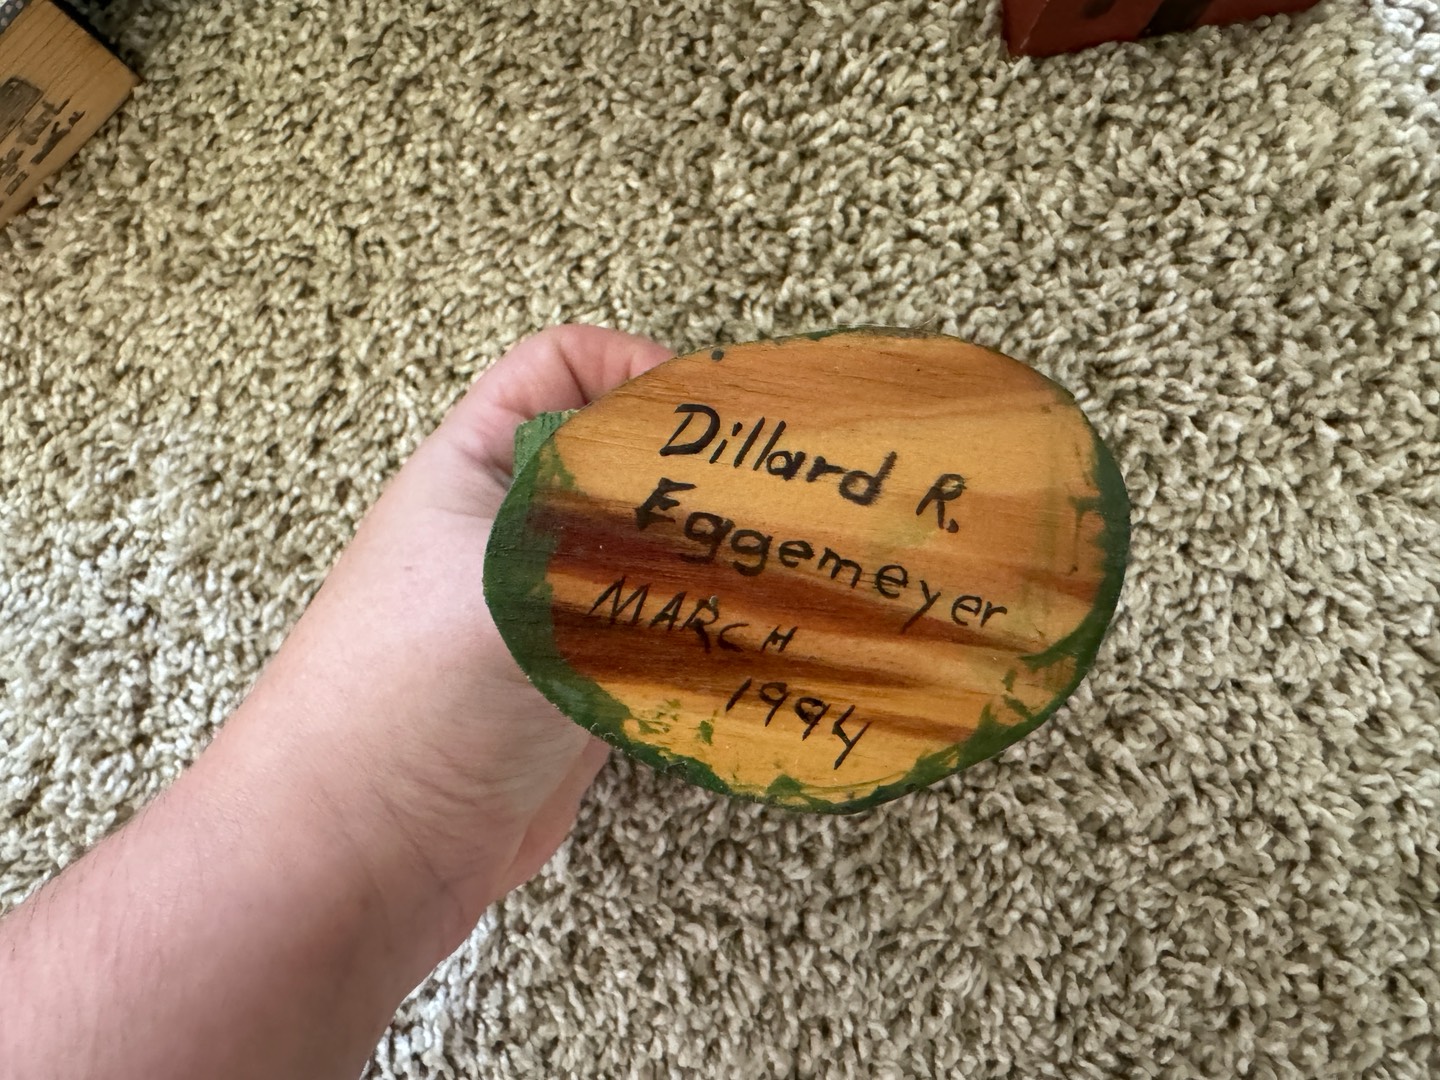 Dillard R.
Eggemeyer
MARCH
1994